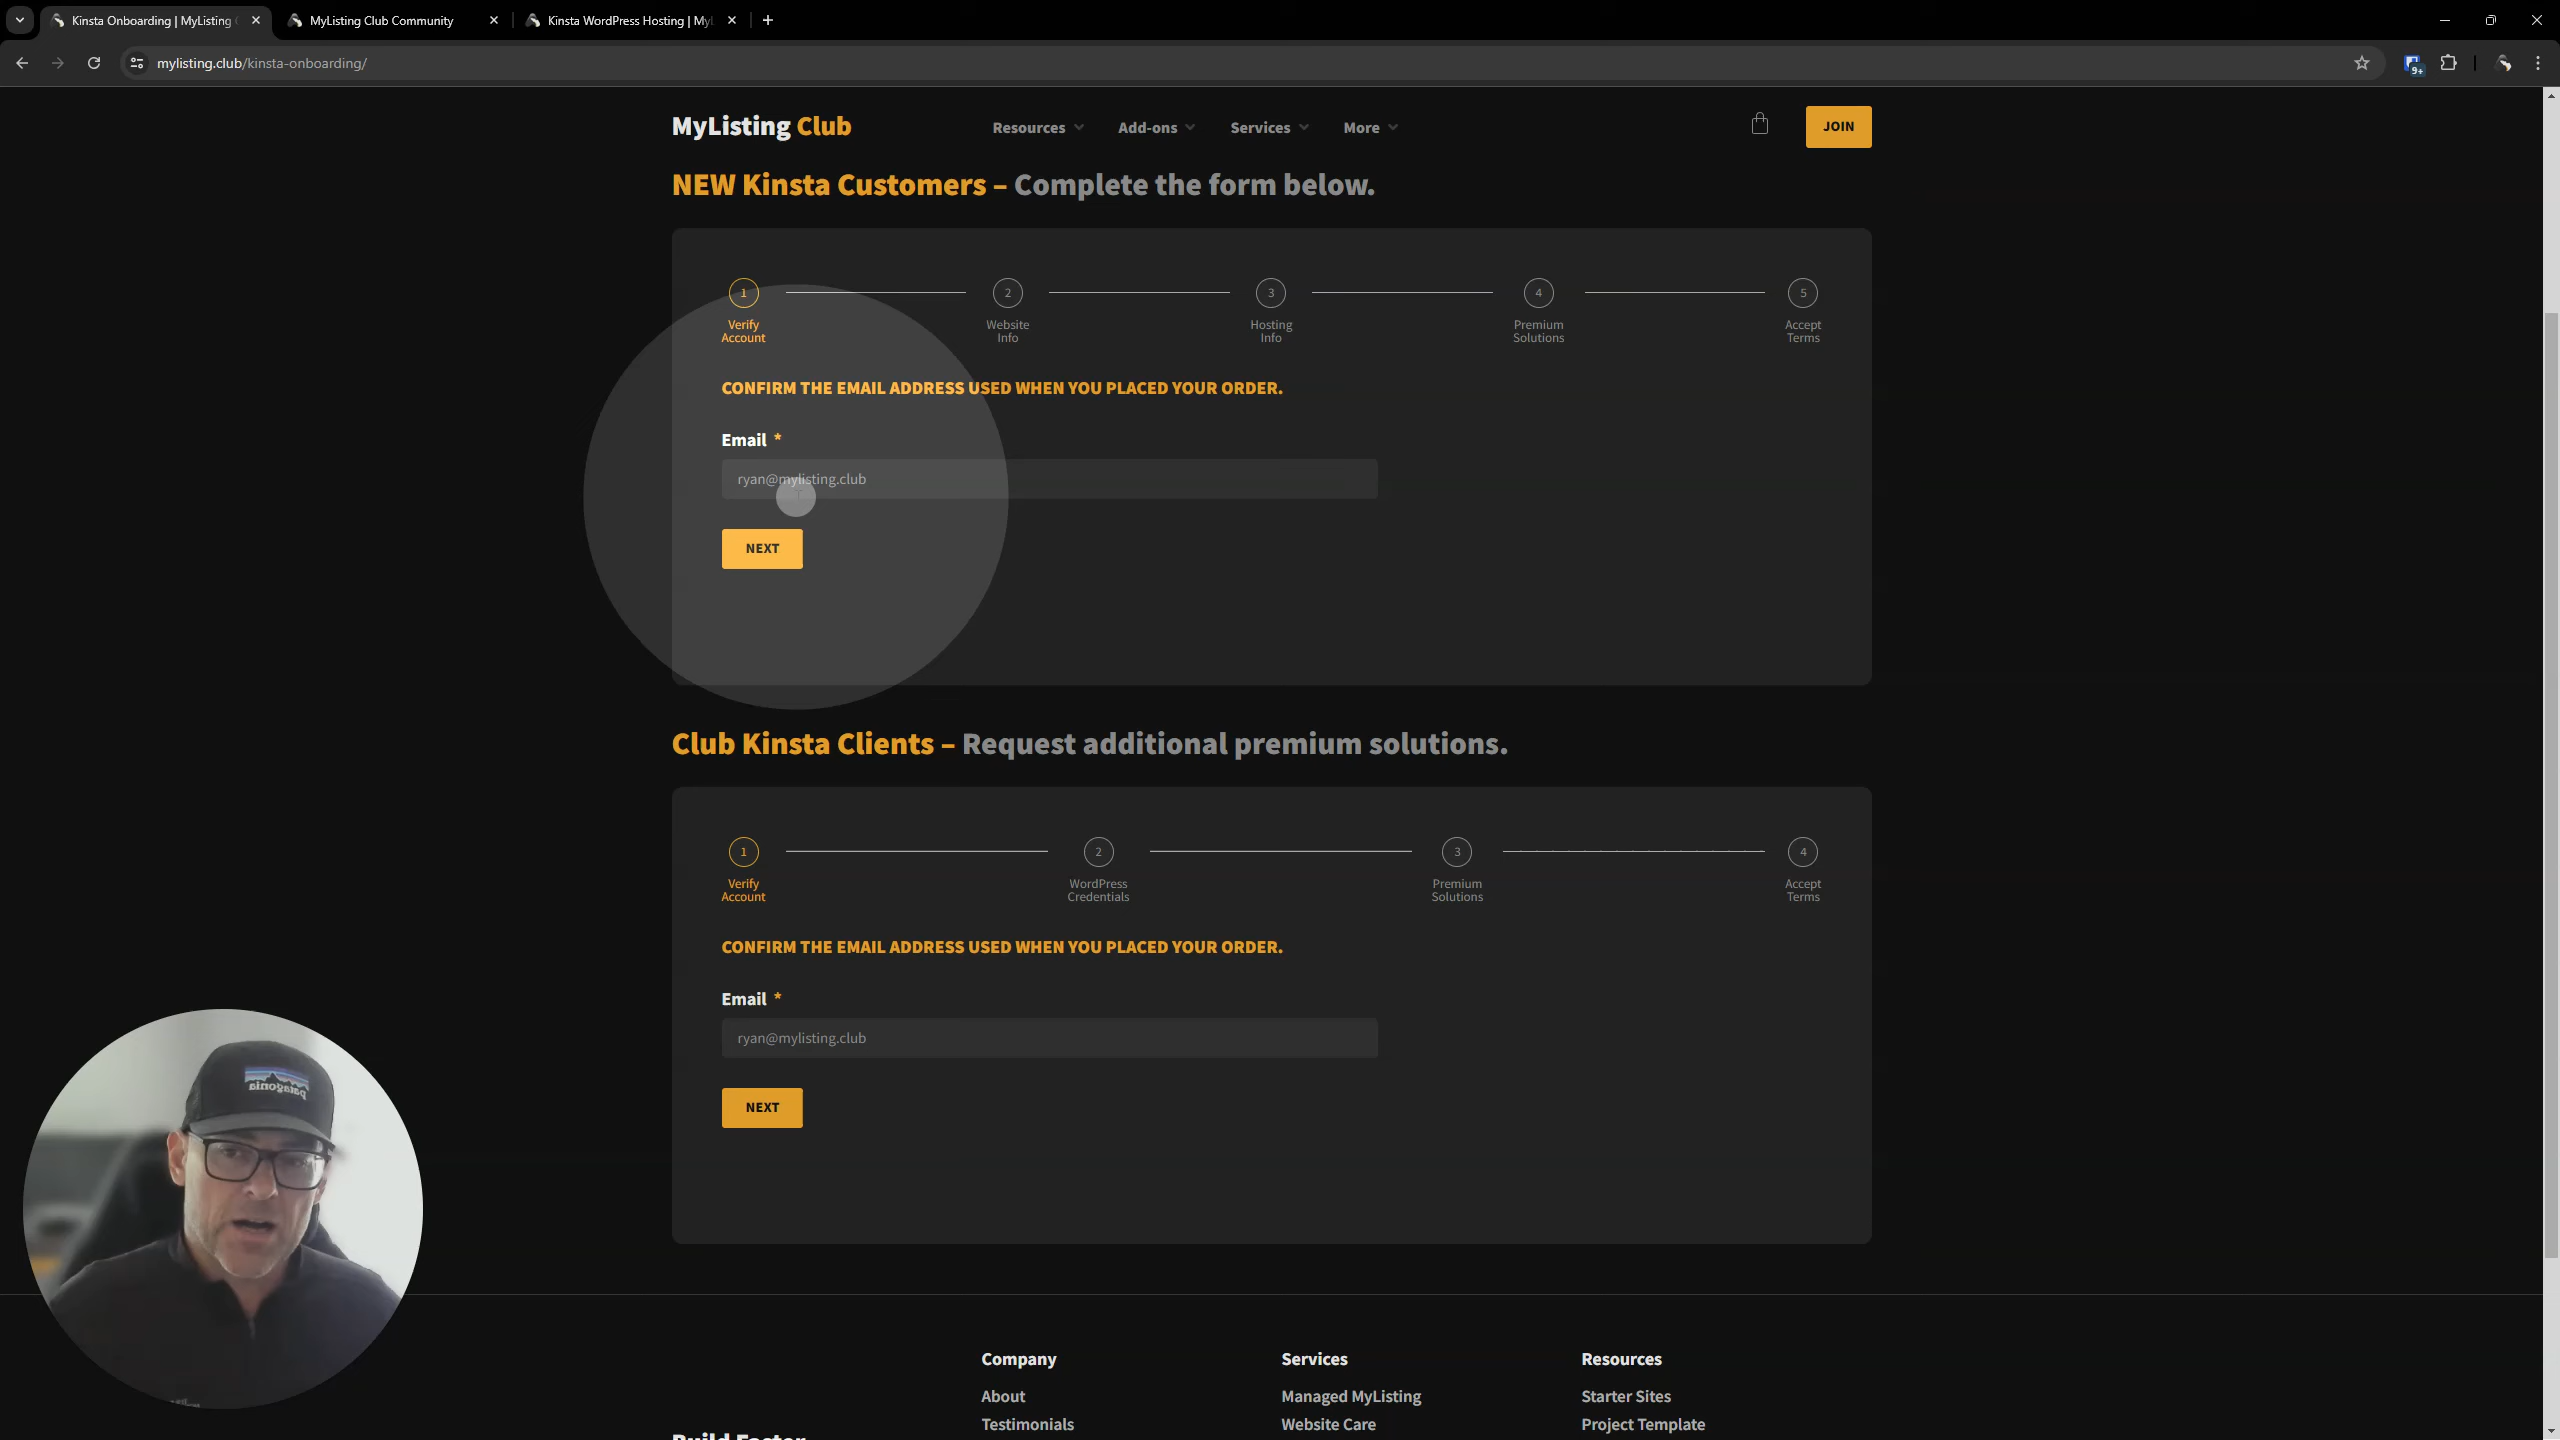 Kinsta Onboarding | MyListing
MyListing Club Community
Kinsta WordPress Hosting | My
mylisting.club/kinsta-onboarding/
9+
MyListing Club
Resources
Add-ons
Services
More
JOIN
NEW Kinsta Customers – Complete the form below.
1
2
3
4
5
Verify
Account
Website
Info
Hosting
Info
Premium
Solutions
Accept
Terms
CONFIRM THE EMAIL ADDRESS USED WHEN YOU PLACED YOUR ORDER.
Email *
ryan@mylisting.club
NEXT
Club Kinsta Clients – Request additional premium solutions.
1
2
3
4
Verify
Account
WordPress
Credentials
Premium
Solutions
Accept
Terms
CONFIRM THE EMAIL ADDRESS USED WHEN YOU PLACED YOUR ORDER.
Email *
ryan@mylisting.club
NEXT
patagonia
Company
About
Testimonials
Services
Managed MyListing
Website Care
Resources
Starter Sites
Project Template
Build Faster